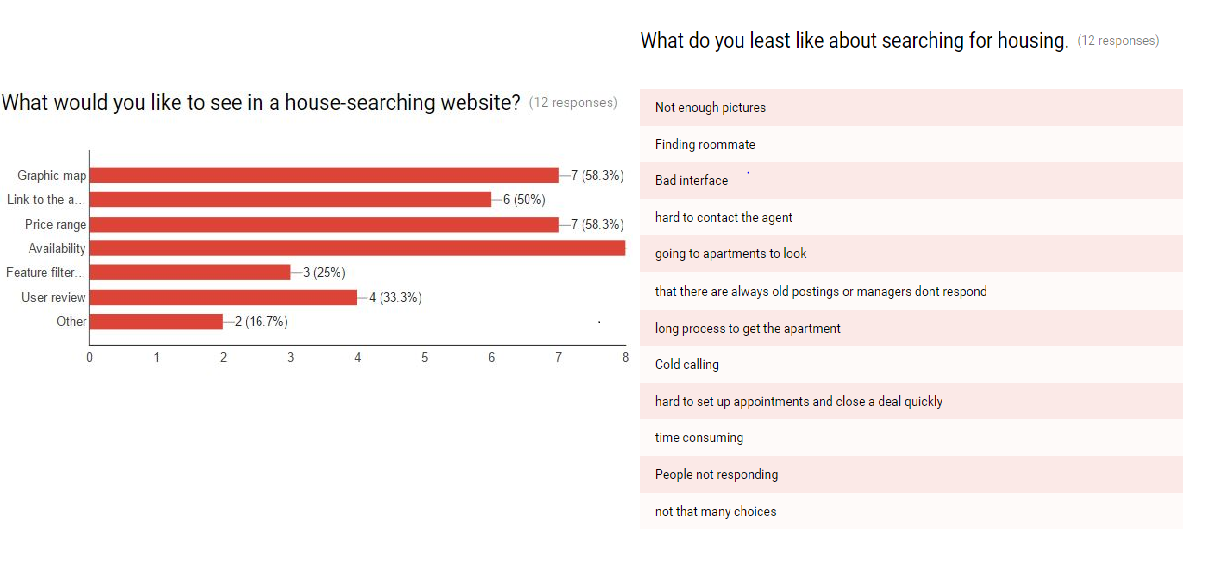 What would you like to see in a house-searching website? (12 responses)
Graphic map 7 (58.3%)
Link to the a... 6 (50%)
Price range 7 (58.3%)
Availability
Feature filter... 3 (25%)
User review 4 (33.3%)
Other 2 (16.7%)
0 1 2 3 4 5 6 7 8
What do you least like about searching for housing. (12 responses)
Not enough pictures
Finding roommate
Bad interface
hard to contact the agent
going to apartments to look
that there are always old postings or managers dont respond
long process to get the apartment
Cold calling
hard to set up appointments and close a deal quickly
time consuming
People not responding
not that many choices